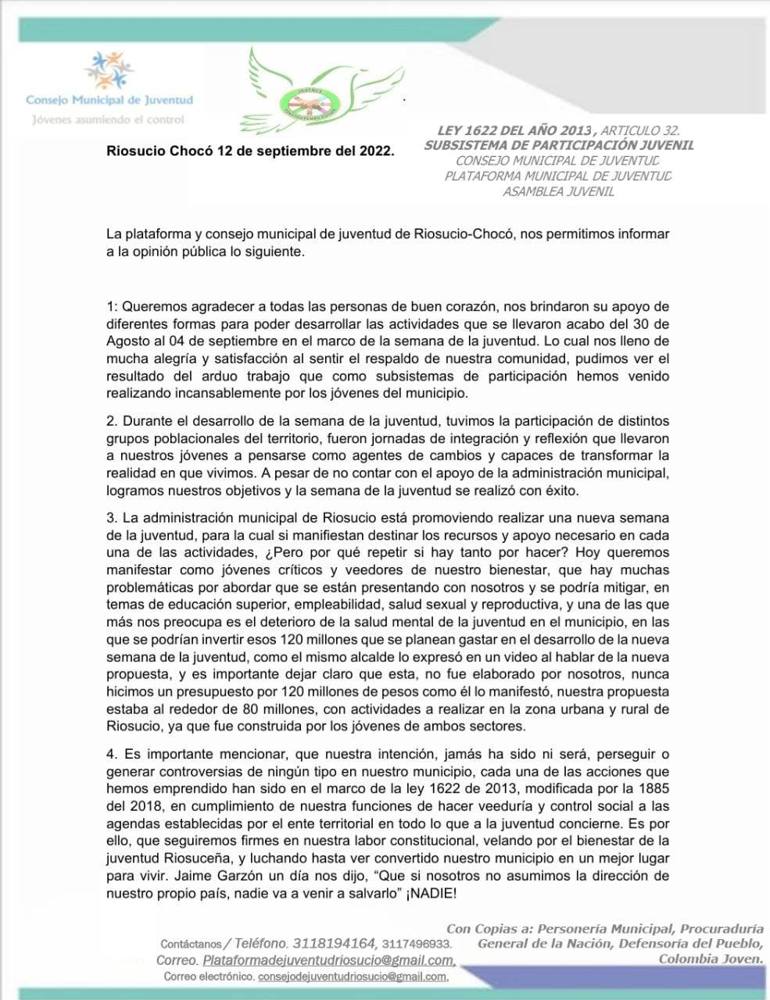 Consejo Municipal de Juventud
Jóvenes asumiendo el control
LEY 1622 DEL AÑO 2013, ARTICULO 32.
SUBSISTEMA DE PARTICIPACIÓN JUVENIL
CONSEJO MUNICIPAL DE JUVENTUD
PLATAFORMA MUNICIPAL DE JUVENTUD
ASAMBLEA JUVENIL
Riosucio Chocó 12 de septiembre del 2022.
La plataforma y consejo municipal de juventud de Riosucio-Chocó, nos permitimos informar
a la opinión pública lo siguiente.
1: Queremos agradecer a todas las personas de buen corazón, nos brindaron su apoyo de
diferentes formas para poder desarrollar las actividades que se llevaron acabo del 30 de
Agosto al 04 de septiembre en el marco de la semana de la juventud. Lo cual nos lleno de
mucha alegría y satisfacción al sentir el respaldo de nuestra comunidad, pudimos ver el
resultado del arduo trabajo que como subsistemas de participación hemos venido
realizando incansablemente por los jóvenes del municipio.
2. Durante el desarrollo de la semana de la juventud, tuvimos la participación de distintos
grupos poblacionales del territorio, fueron jornadas de integración y reflexión que llevaron
a nuestros jóvenes a pensarse como agentes de cambios y capaces de transformar la
realidad en que vivimos. A pesar de no contar con el apoyo de la administración municipal,
logramos nuestros objetivos y la semana de la juventud se realizó con éxito.
3. La administración municipal de Riosucio está promoviendo realizar una nueva semana
de la juventud, para la cual si manifiestan destinar los recursos y apoyo necesario en cada
una de las actividades, ¿Pero por qué repetir si hay tanto por hacer? Hoy queremos
manifestar como jóvenes críticos y veedores de nuestro bienestar, que hay muchas
problemáticas por abordar que se están presentando con nosotros y se podría mitigar, en
temas de educación superior, empleabilidad, salud sexual y reproductiva, y una de las que
más nos preocupa es el deterioro de la salud mental de la juventud en el municipio, en las
que se podrían invertir esos 120 millones que se planean gastar en el desarrollo de la nueva
semana de la juventud, como el mismo alcalde lo expresó en un video al hablar de la nueva
propuesta, y es importante dejar claro que esta, no fue elaborado por nosotros, nunca
hicimos un presupuesto por 120 millones de pesos como él lo manifestó, nuestra propuesta
estaba al rededor de 80 millones, con actividades a realizar en la zona urbana y rural de
Riosucio, ya que fue construida por los jóvenes de ambos sectores.
4. Es importante mencionar, que nuestra intención, jamás ha sido ni será, perseguir o
generar controversias de ningún tipo en nuestro municipio, cada una de las acciones que
hemos emprendido han sido en el marco de la ley 1622 de 2013, modificada por la 1885
del 2018, en cumplimiento de nuestra funciones de hacer veeduría y control social a las
agendas establecidas por el ente territorial en todo lo que a la juventud concierne. Es por
ello, que seguiremos firmes en nuestra labor constitucional, velando por el bienestar de la
juventud Riosuceña, y luchando hasta ver convertido nuestro municipio en un mejor lugar
para vivir. Jaime Garzón un día nos dijo, “Que si nosotros no asumimos la dirección de
nuestro propio país, nadie va a venir a salvarlo” ¡NADIE!
Con Copias a: Personería Municipal, Procuraduría
General de la Nación, Defensoría del Pueblo,
Colombia Joven.
Contáctanos / Teléfono. 3118194164, 3117496933.
Correo. Plataformadejuventudriosucio@gmail.com,
Correo electrónico. consejodejuventudriosucio@gmail.com,